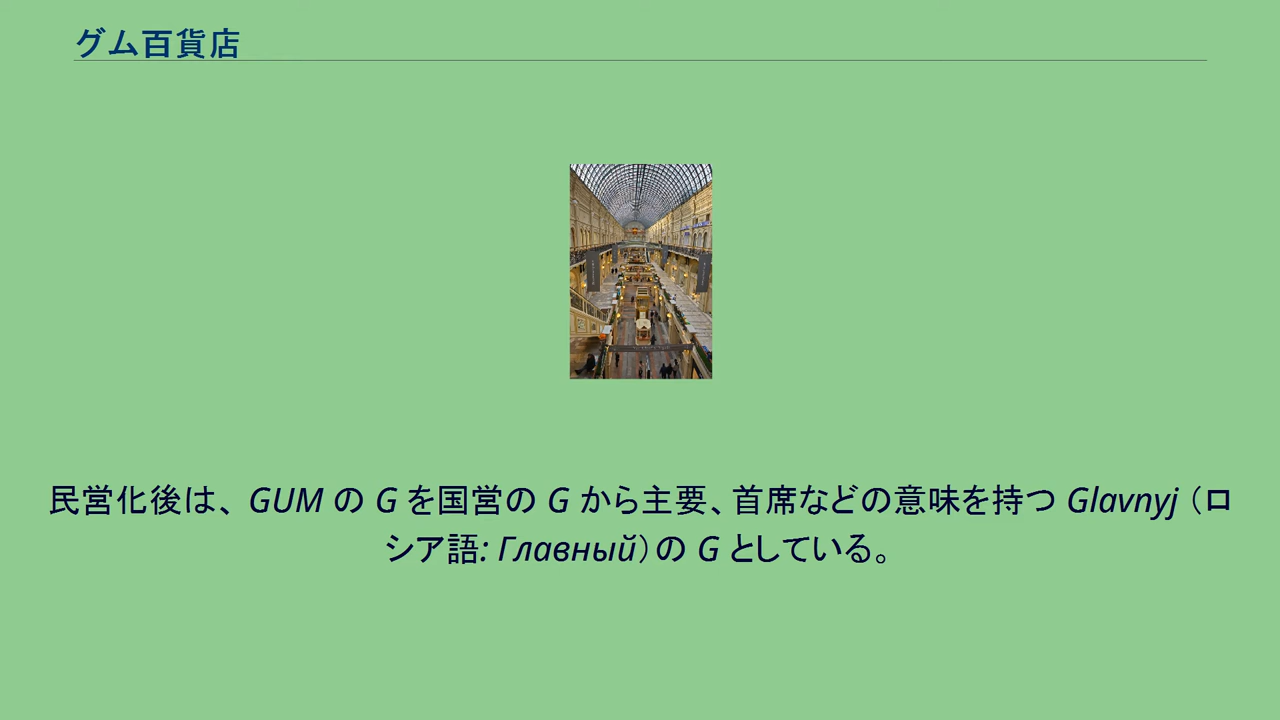 グム百貨店
民営化後は、GUM の G を国営の G から主要、首席などの意味を持つ Glavnyj （ロ
シア語: Главный）の G としている。